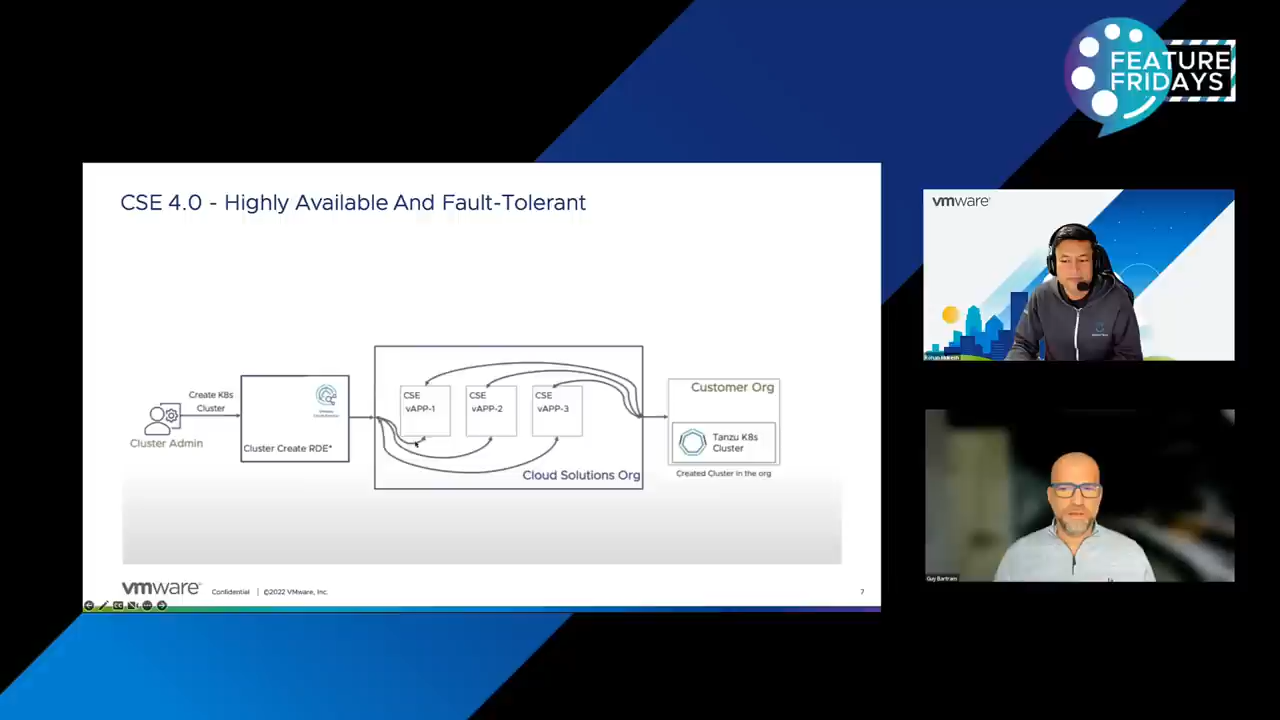 FEATURE
FRIDAYS
CSE 4.0 - Highly Available And Fault-Tolerant
vmware
Create K8s
Cluster
Cluster Admin
Cluster Create RDE*
CSE
vAPP-1
CSE
vAPP-2
CSE
vAPP-3
Cloud Solutions Org
Customer Org
Tanzu K8s
Cluster
Created Cluster in the org
Guy Bartram
vmware
Confidential
©2022 VMware, Inc.
7